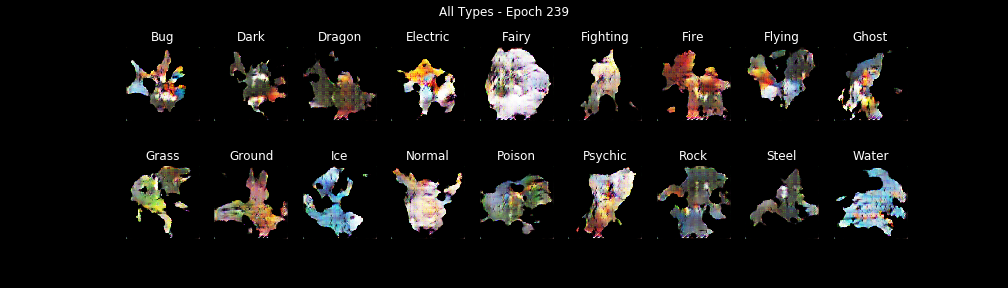 All Types - Epoch 239
Bug Dark Dragon Electric Fairy Fighting Fire Flying Ghost
Grass Ground Ice Normal Poison Psychic Rock Steel Water